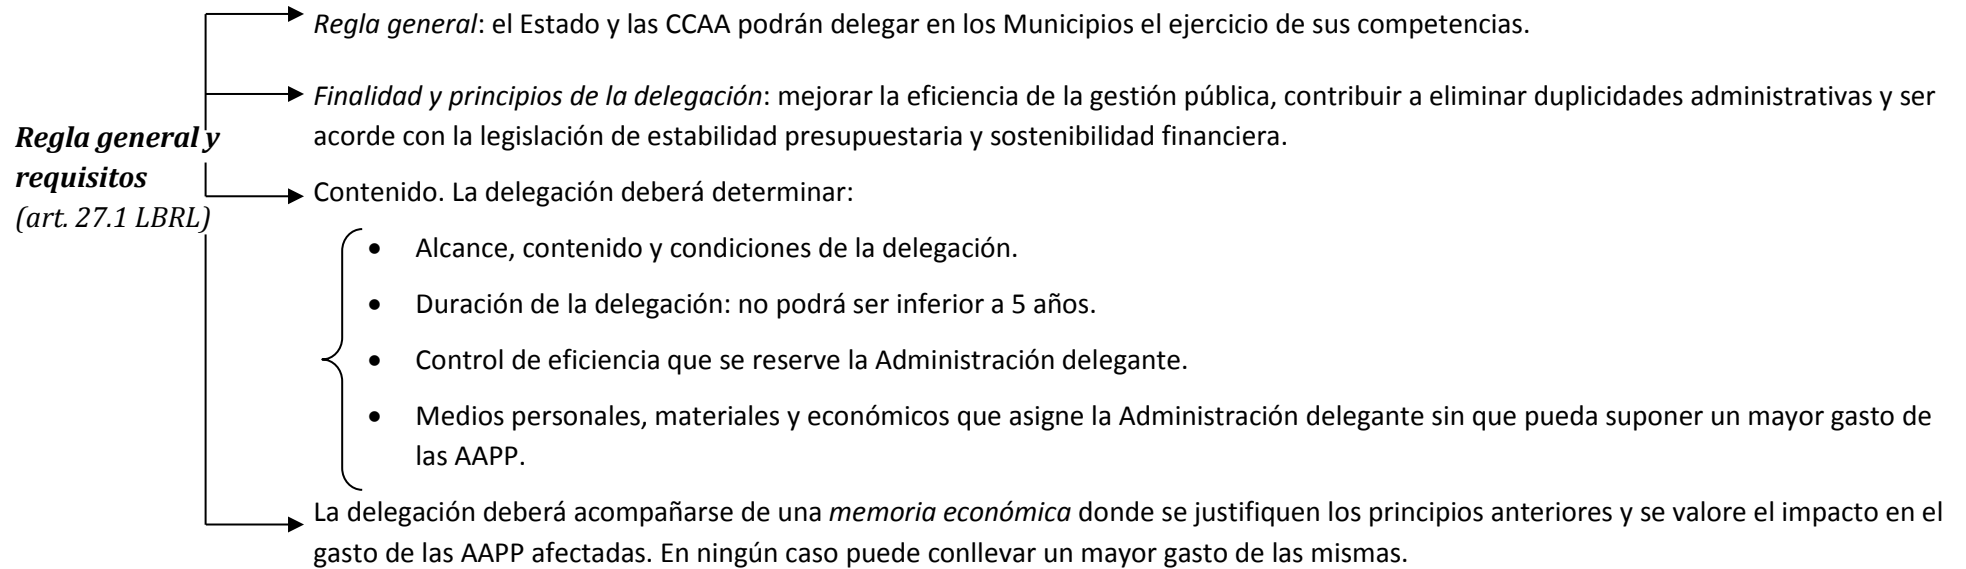 Regla general y
requisitos
(art. 27.1 LBRL)
Regla general: el Estado y las CCAA podrán delegar en los Municipios el ejercicio de sus competencias.
Finalidad y principios de la delegación: mejorar la eficiencia de la gestión pública, contribuir a eliminar duplicidades administrativas y ser
acorde con la legislación de estabilidad presupuestaria y sostenibilidad financiera.
Contenido. La delegación deberá determinar:
• Alcance, contenido y condiciones de la delegación.
• Duración de la delegación: no podrá ser inferior a 5 años.
• Control de eficiencia que se reserve la Administración delegante.
• Medios personales, materiales y económicos que asigne la Administración delegante sin que pueda suponer un mayor gasto de
las AAPP.
La delegación deberá acompañarse de una memoria económica donde se justifiquen los principios anteriores y se valore el impacto en el
gasto de las AAPP afectadas. En ningún caso puede conllevar un mayor gasto de las mismas.